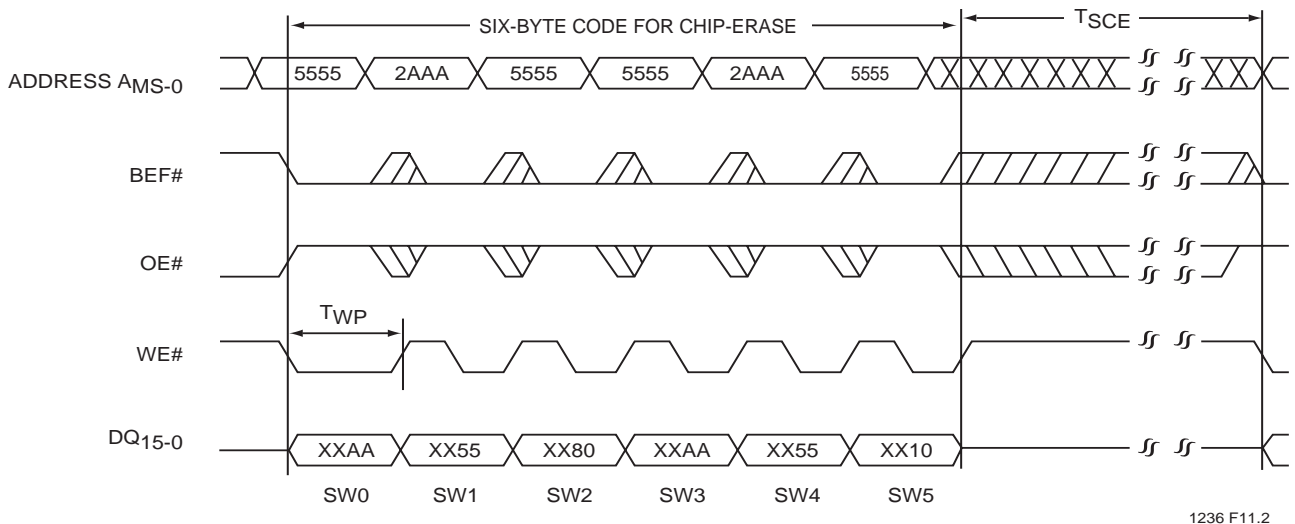 SIX-BYTE CODE FOR CHIP-ERASE
TSCE
ADDRESS AMS-0
5555 2AAA 5555 5555 2AAA 5555
BEF#
OE#
TWP
WE#
DQ15-0
XXAA XX55 XX80 XXAA XX55 XX10
SW0 SW1 SW2 SW3 SW4 SW5
1236 F11.2